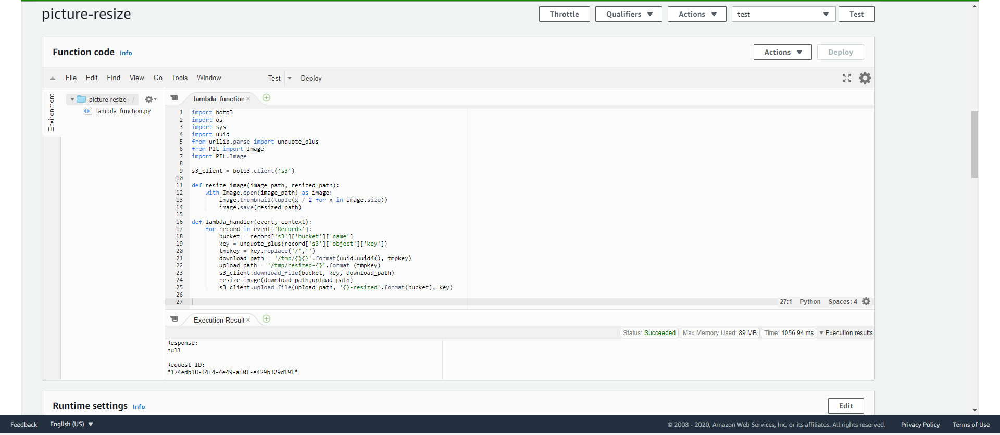 picture-resize
Throttle
Qualifiers
Actions
test
Test
Function code Info
Actions
Deploy
File Edit Find View Go Tools Window Test Deploy
Environment
picture-resize - /
lambda_function.py
lambda_function
1 import boto3
2 import os
3 import sys
4 import uuid
5 from urllib.parse import unquote_plus
6 from PIL import Image
7 import PIL.Image
8
9 s3_client = boto3.client('s3')
10
11 def resize_image(image_path, resized_path):
12     with Image.open(image_path) as image:
13         image.thumbnail(tuple(x / 2 for x in image.size))
14         image.save(resized_path)
15
16 def lambda_handler(event, context):
17     for record in event['Records']:
18         bucket = record['s3']['bucket']['name']
19         key = unquote_plus(record['s3']['object']['key'])
20         tmpkey = key.replace('/','')
21         download_path = '/tmp/{}{}'.format(uuid.uuid4(), tmpkey)
22         upload_path = '/tmp/resized-{}'.format (tmpkey)
23         s3_client.download_file(bucket, key, download_path)
24         resize_image(download_path,upload_path)
25         s3_client.upload_file(upload_path, '{}-resized'.format(bucket), key)
26
27
27:1 Python Spaces: 4
Execution Result
Status: Succeeded Max Memory Used: 89 MB Time: 1056.94 ms Execution results
Response:
null
Request ID:
"174edb18-f4f4-4e49-af0f-e429b329d191"
Runtime settings Info
Edit
Feedback English (US) © 2008 - 2020, Amazon Web Services, Inc. or its affiliates. All rights reserved. Privacy Policy Terms of Use